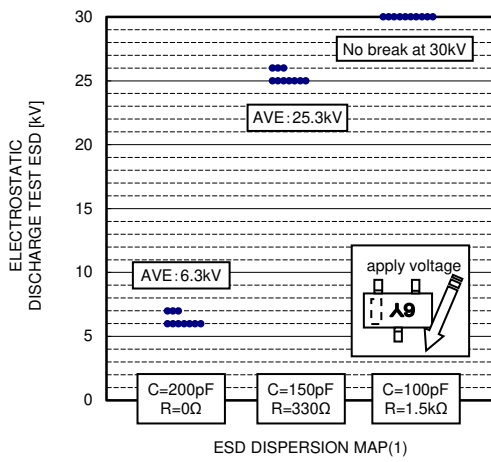 ELECTROSTATIC
DISCHARGE TEST ESD [kV]
30
25
20
15
10
5
0
No break at 30kV
AVE:25.3kV
AVE:6.3kV
apply voltage
6Y
C=200pF
R=0Ω
C=150pF
R=330Ω
C=100pF
R=1.5kΩ
ESD DISPERSION MAP(1)